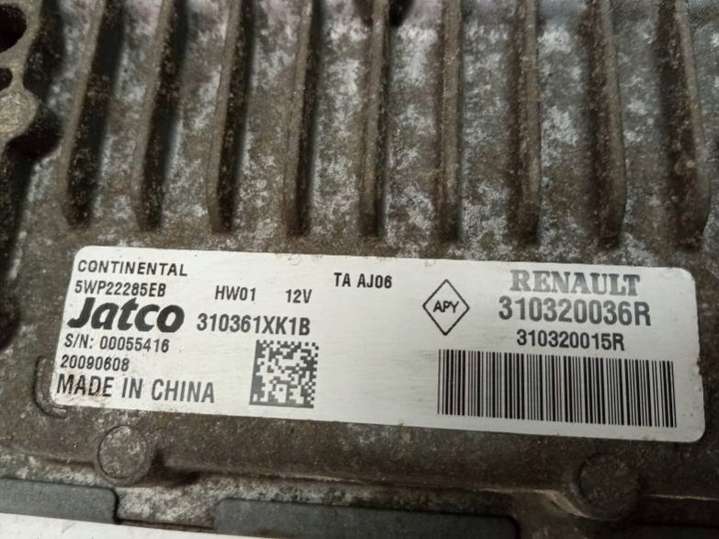 CONTINENTAL
5WP22285EB HW01 12V TA AJ06
Jatco 310361XK1B
S/N: 00055416
20090608
MADE IN CHINA
APY
RENAULT
310320036R
310320015R